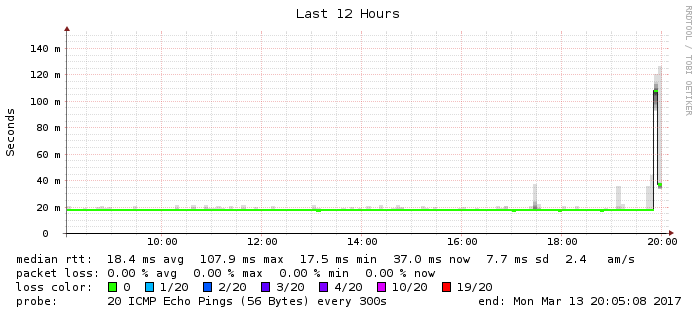 Last 12 Hours
RRDTOOL / TOBI OETIKER
Seconds
140 m
120 m
100 m
80 m
60 m
40 m
20 m
0
10:00 12:00 14:00 16:00 18:00 20:00
median rtt: 18.4 ms avg 107.9 ms max 17.5 ms min 37.0 ms now 7.7 ms sd 2.4 am/s
packet loss: 0.00 % avg 0.00 % max 0.00 % min 0.00 % now
loss color: 0 1/20 2/20 3/20 4/20 10/20 19/20
probe: 20 ICMP Echo Pings (56 Bytes) every 300s end: Mon Mar 13 20:05:08 2017